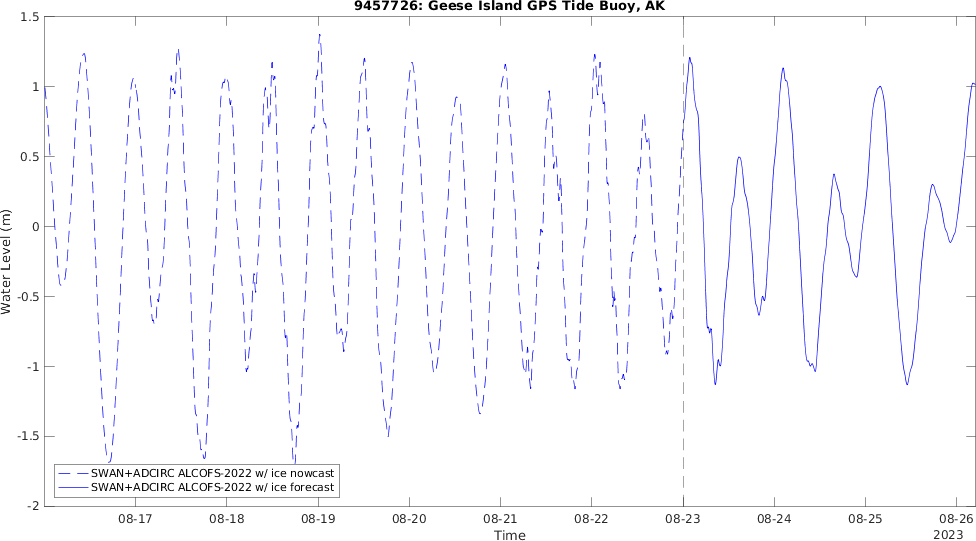 9457726: Geese Island GPS Tide Buoy, AK
1.5
1
0.5
0
-0.5
-1
-1.5
-2
Water Level (m)
SWAN+ADCIRC ALCOFS-2022 w/ ice nowcast
SWAN+ADCIRC ALCOFS-2022 w/ ice forecast
08-17 08-18 08-19 08-20 08-21 08-22 08-23 08-24 08-25 08-26
Time
2023